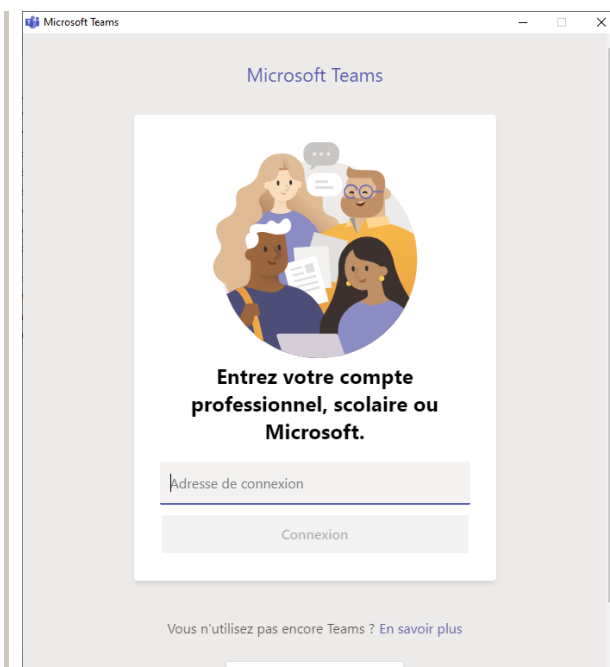 Microsoft Teams
Microsoft Teams
Entrez votre compte
professionnel, scolaire ou
Microsoft.
Adresse de connexion
Connexion
Vous n'utilisez pas encore Teams ? En savoir plus